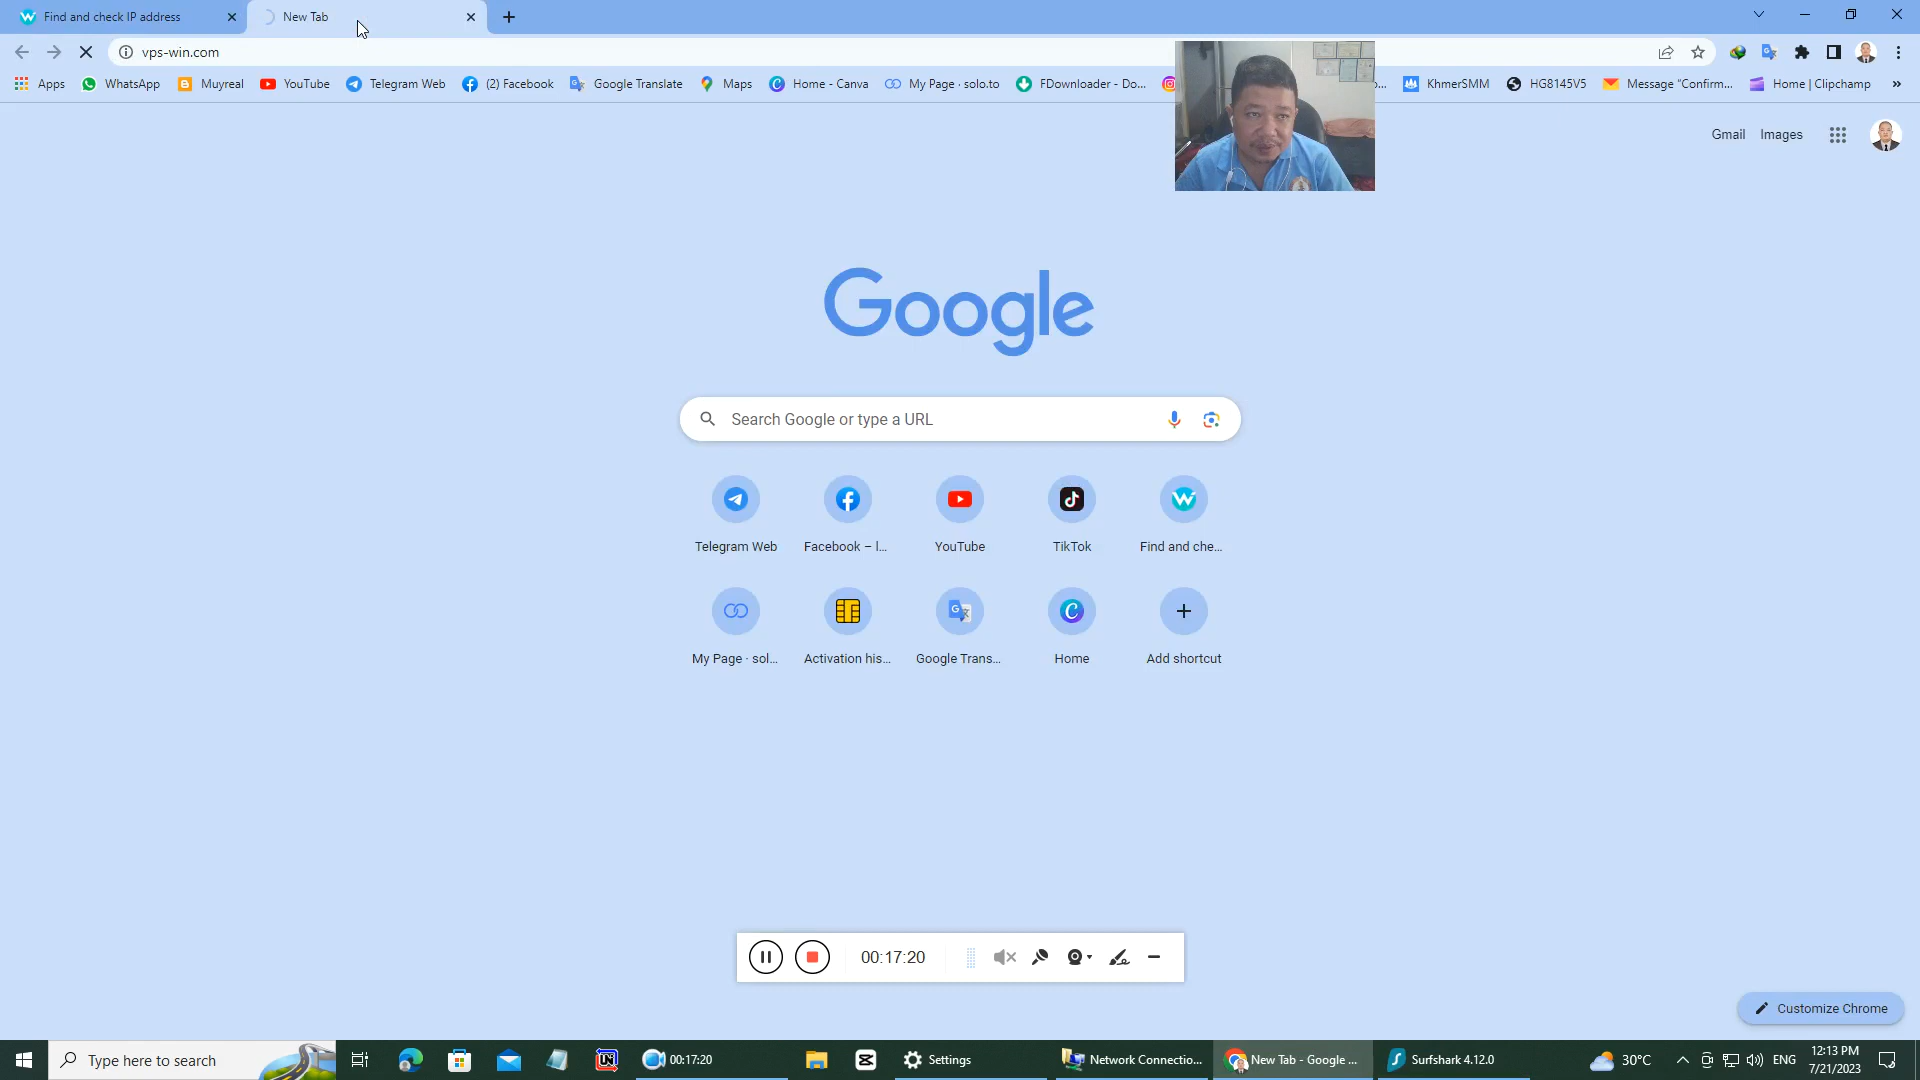 Find and check IP address
New Tab
vps-win.com
Apps
WhatsApp
Muyreal
YouTube
Telegram Web
(2) Facebook
Google Translate
Maps
Home - Canva
My Page · solo.to
FDownloader - Do...
KhmerSMM
HG8145V5
Message “Confirm...
Home | Clipchamp
»
Gmail
Images
Google
Search Google or type a URL
Telegram Web
Facebook – l...
YouTube
TikTok
Find and che...
My Page · sol...
Activation his...
Google Trans...
Home
Add shortcut
00:17:20
Customize Chrome
Type here to search
00:17:20
Settings
Network Connectio...
New Tab - Google ...
Surfshark 4.12.0
30°C
ENG
12:13 PM
7/21/2023